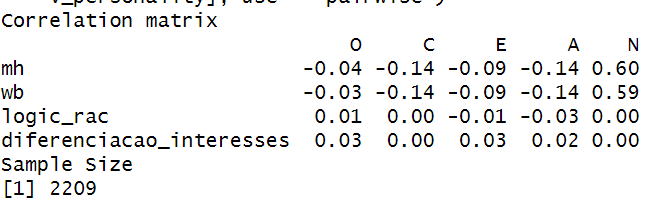 Correlation matrix
O C E A N
mh -0.04 -0.14 -0.09 -0.14 0.60
wb -0.03 -0.14 -0.09 -0.14 0.59
logic_rac 0.01 0.00 -0.01 -0.03 0.00
diferenciacao_interesses 0.03 0.00 0.03 0.02 0.00
Sample Size
[1] 2209